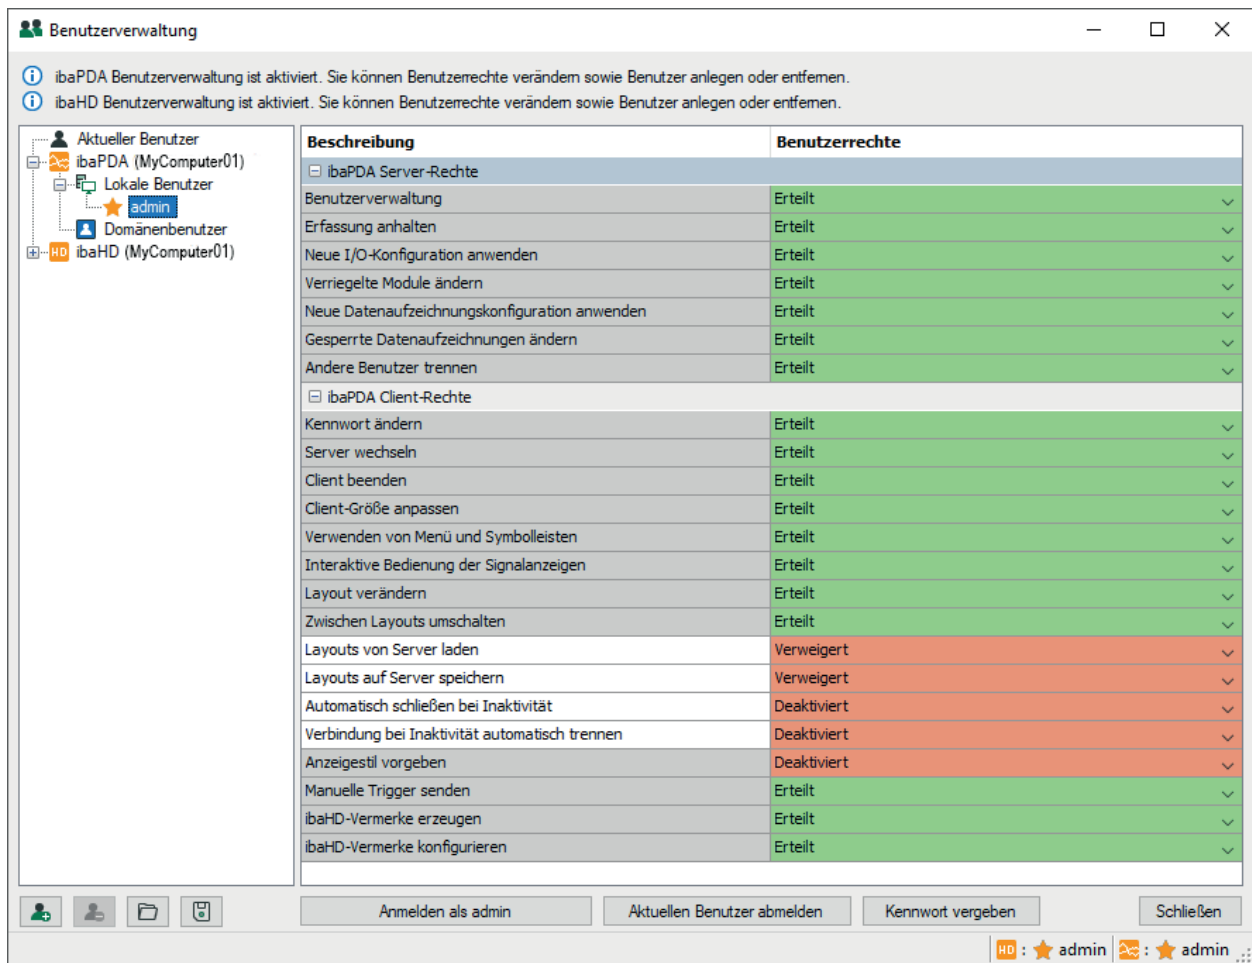 Benutzerverwaltung
ibaPDA Benutzerverwaltung ist aktiviert. Sie können Benutzerrechte verändern sowie Benutzer anlegen oder entfernen.
ibaHD Benutzerverwaltung ist aktiviert. Sie können Benutzerrechte verändern sowie Benutzer anlegen oder entfernen.
Aktueller Benutzer
ibaPDA (MyComputer01)
Lokale Benutzer
admin
Domänenbenutzer
HD ibaHD (MyComputer01)
Beschreibung Benutzerrechte
ibaPDA Server-Rechte
Benutzerverwaltung Erteilt
Erfassung anhalten Erteilt
Neue I/O-Konfiguration anwenden Erteilt
Verriegelte Module ändern Erteilt
Neue Datenaufzeichnungskonfiguration anwenden Erteilt
Gesperrte Datenaufzeichnungen ändern Erteilt
Andere Benutzer trennen Erteilt
ibaPDA Client-Rechte
Kennwort ändern Erteilt
Server wechseln Erteilt
Client beenden Erteilt
Client-Größe anpassen Erteilt
Verwenden von Menü und Symbolleisten Erteilt
Interaktive Bedienung der Signalanzeigen Erteilt
Layout verändern Erteilt
Zwischen Layouts umschalten Erteilt
Layouts von Server laden Verweigert
Layouts auf Server speichern Verweigert
Automatisch schließen bei Inaktivität Deaktiviert
Verbindung bei Inaktivität automatisch trennen Deaktiviert
Anzeigestil vorgeben Deaktiviert
Manuelle Trigger senden Erteilt
ibaHD-Vermerke erzeugen Erteilt
ibaHD-Vermerke konfigurieren Erteilt
Anmelden als admin Aktuellen Benutzer abmelden Kennwort vergeben Schließen
HD : admin : admin